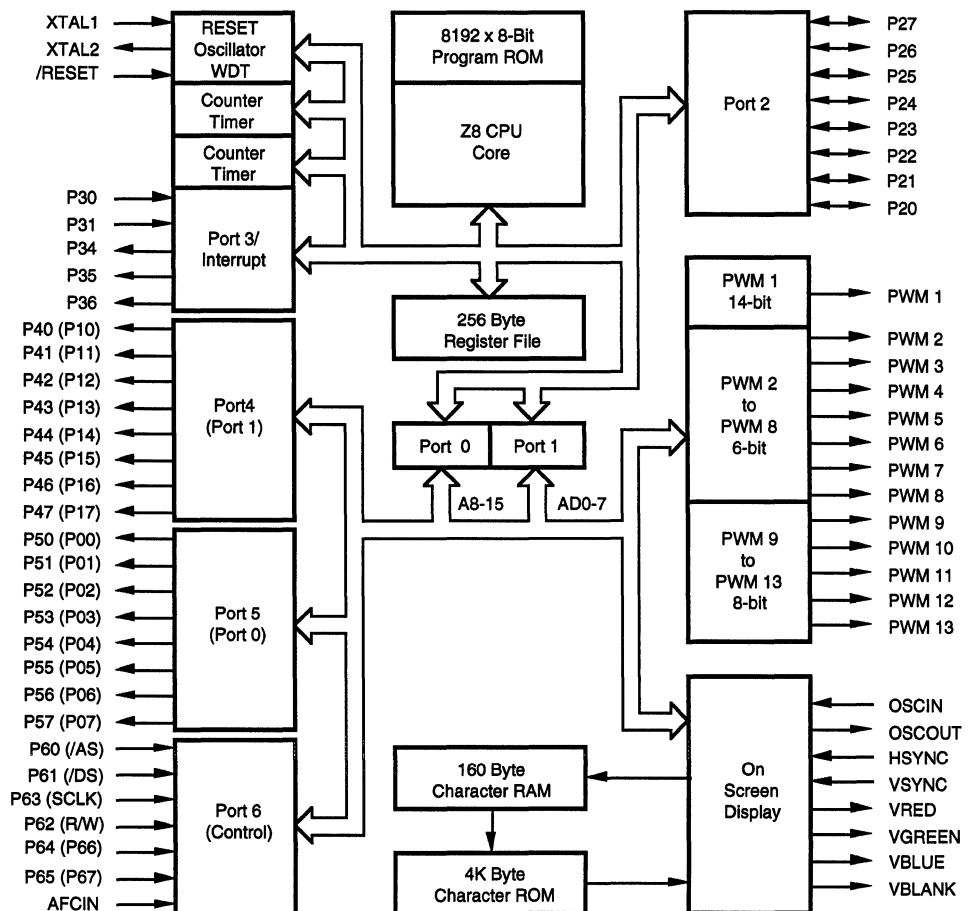 XTAL1
XTAL2
/RESET
RESET
Oscillator
WDT
Counter
Timer
Counter
Timer
P30
P31
P34
P35
P36
Port 3/
Interrupt
8192 x 8-Bit
Program ROM
Z8 CPU
Core
256 Byte
Register File
Port 2
P27
P26
P25
P24
P23
P22
P21
P20
P40 (P10)
P41 (P11)
P42 (P12)
P43 (P13)
P44 (P14)
P45 (P15)
P46 (P16)
P47 (P17)
Port4
(Port 1)
Port 0
Port 1
A8-15
AD0-7
PWM 1
14-bit
PWM 2
to
PWM 8
6-bit
PWM 9
to
PWM 13
8-bit
PWM 1
PWM 2
PWM 3
PWM 4
PWM 5
PWM 6
PWM 7
PWM 8
PWM 9
PWM 10
PWM 11
PWM 12
PWM 13
P50 (P00)
P51 (P01)
P52 (P02)
P53 (P03)
P54 (P04)
P55 (P05)
P56 (P06)
P57 (P07)
Port 5
(Port 0)
P60 (/AS)
P61 (/DS)
P63 (SCLK)
P62 (R/W)
P64 (P66)
P65 (P67)
AFCIN
Port 6
(Control)
160 Byte
Character RAM
4K Byte
Character ROM
On
Screen
Display
OSCIN
OSCOUT
HSYNC
VSYNC
VRED
VGREEN
VBLUE
VBLANK